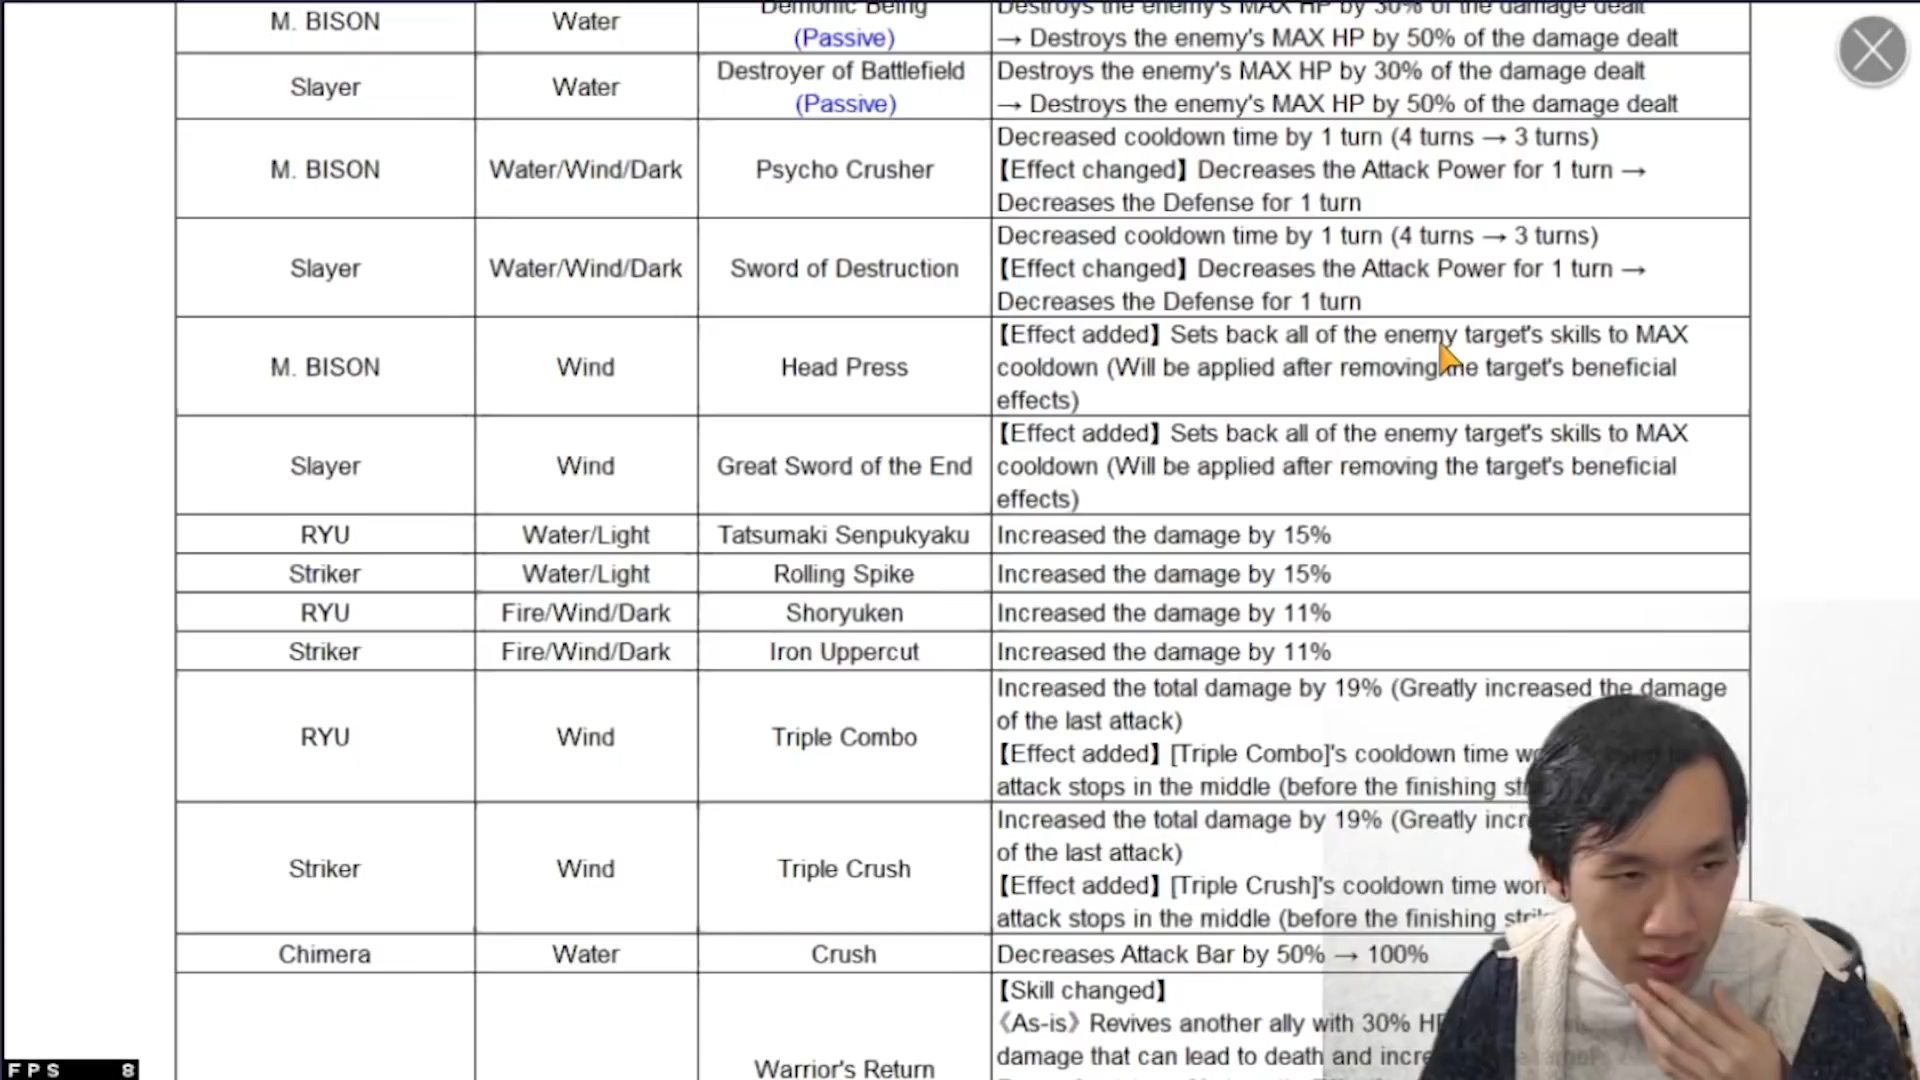 M. BISON
Water
Demonic Being
(Passive)
Destroys the enemy's MAX HP by 30% of the damage dealt
→ Destroys the enemy's MAX HP by 50% of the damage dealt
Slayer
Water
Destroyer of Battlefield
(Passive)
Destroys the enemy's MAX HP by 30% of the damage dealt
→ Destroys the enemy's MAX HP by 50% of the damage dealt
M. BISON
Water/Wind/Dark
Psycho Crusher
Decreased cooldown time by 1 turn (4 turns → 3 turns)
【Effect changed】Decreases the Attack Power for 1 turn →
Decreases the Defense for 1 turn
Slayer
Water/Wind/Dark
Sword of Destruction
Decreased cooldown time by 1 turn (4 turns → 3 turns)
【Effect changed】Decreases the Attack Power for 1 turn →
Decreases the Defense for 1 turn
M. BISON
Wind
Head Press
【Effect added】Sets back all of the enemy target's skills to MAX
cooldown (Will be applied after removing the target's beneficial
effects)
Slayer
Wind
Great Sword of the End
【Effect added】Sets back all of the enemy target's skills to MAX
cooldown (Will be applied after removing the target's beneficial
effects)
RYU
Water/Light
Tatsumaki Senpukyaku
Increased the damage by 15%
Striker
Water/Light
Rolling Spike
Increased the damage by 15%
RYU
Fire/Wind/Dark
Shoryuken
Increased the damage by 11%
Striker
Fire/Wind/Dark
Iron Uppercut
Increased the damage by 11%
RYU
Wind
Triple Combo
Increased the total damage by 19% (Greatly increased the damage
of the last attack)
【Effect added】[Triple Combo]'s cooldown time
attack stops in the middle (before the finishing
Striker
Wind
Triple Crush
Increased the total damage by 19% (Greatly
of the last attack)
【Effect added】[Triple Crush]'s cooldown time
attack stops in the middle (before the finishing
Chimera
Water
Crush
Decreases Attack Bar by 50% → 100%
Warrior's Return
【Skill changed】
《As-is》Revives another ally with 30%
damage that can lead to death and
FPS 8